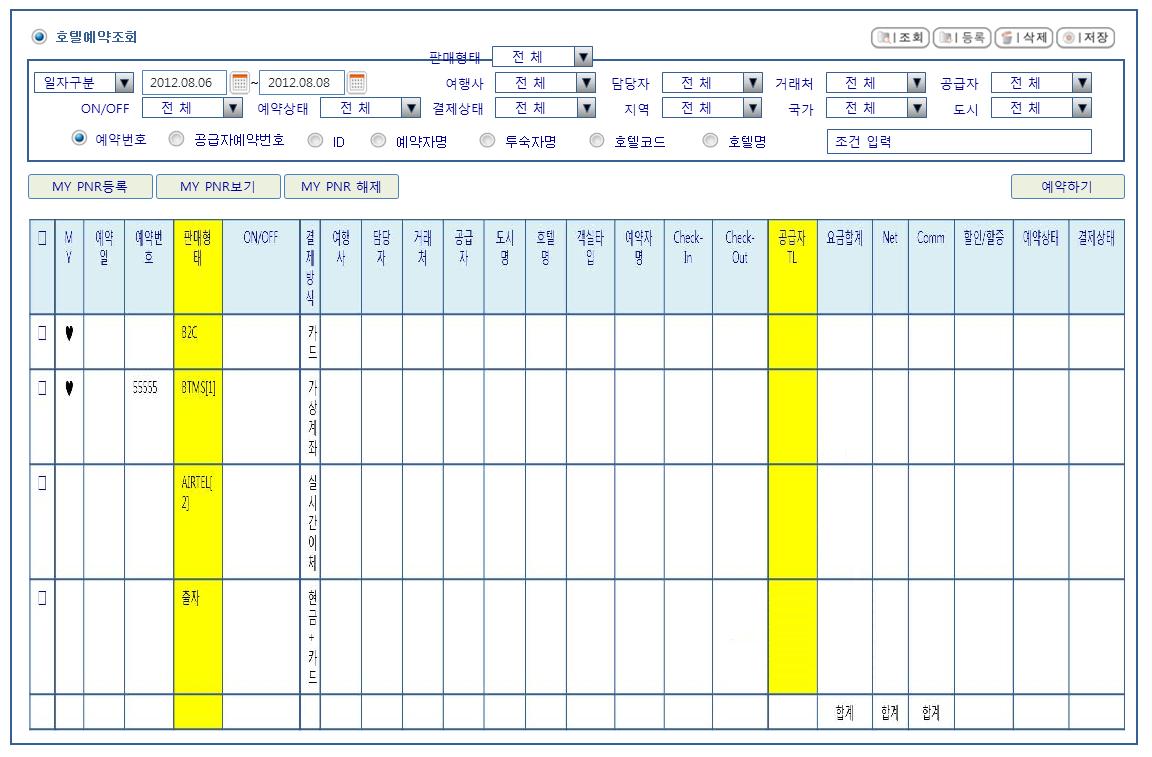 호텔예약조회
조회 등록 삭제 저장
판매형태 전 체
일자구분 2012.08.06 ~ 2012.08.08 여행사 전 체 담당자 전 체 거래처 전 체 공급자 전 체
ON/OFF 전 체 예약상태 전 체 결제상태 전 체 지역 전 체 국가 전 체 도시 전 체
예약번호 공급자예약번호 ID 예약자명 투숙자명 호텔코드 호텔명 조건 입력
MY PNR등록 MY PNR보기 MY PNR 해제 예약하기
MY 예약일 예약번호 판매형태 ON/OFF 결제방식 여행사 담당자 거래처 공급자 도시명 호텔명 객실타입 예약자명 Check-In Check-Out 공급자 TL 요금합계 Net Comm 할인/할증 예약상태 결제상태
♥ B2C 카드
♥ 55555 BTMS[1] 가상계좌
AIRTEL[2] 실시간이체
줄자 현금+카드
합계 합계 합계